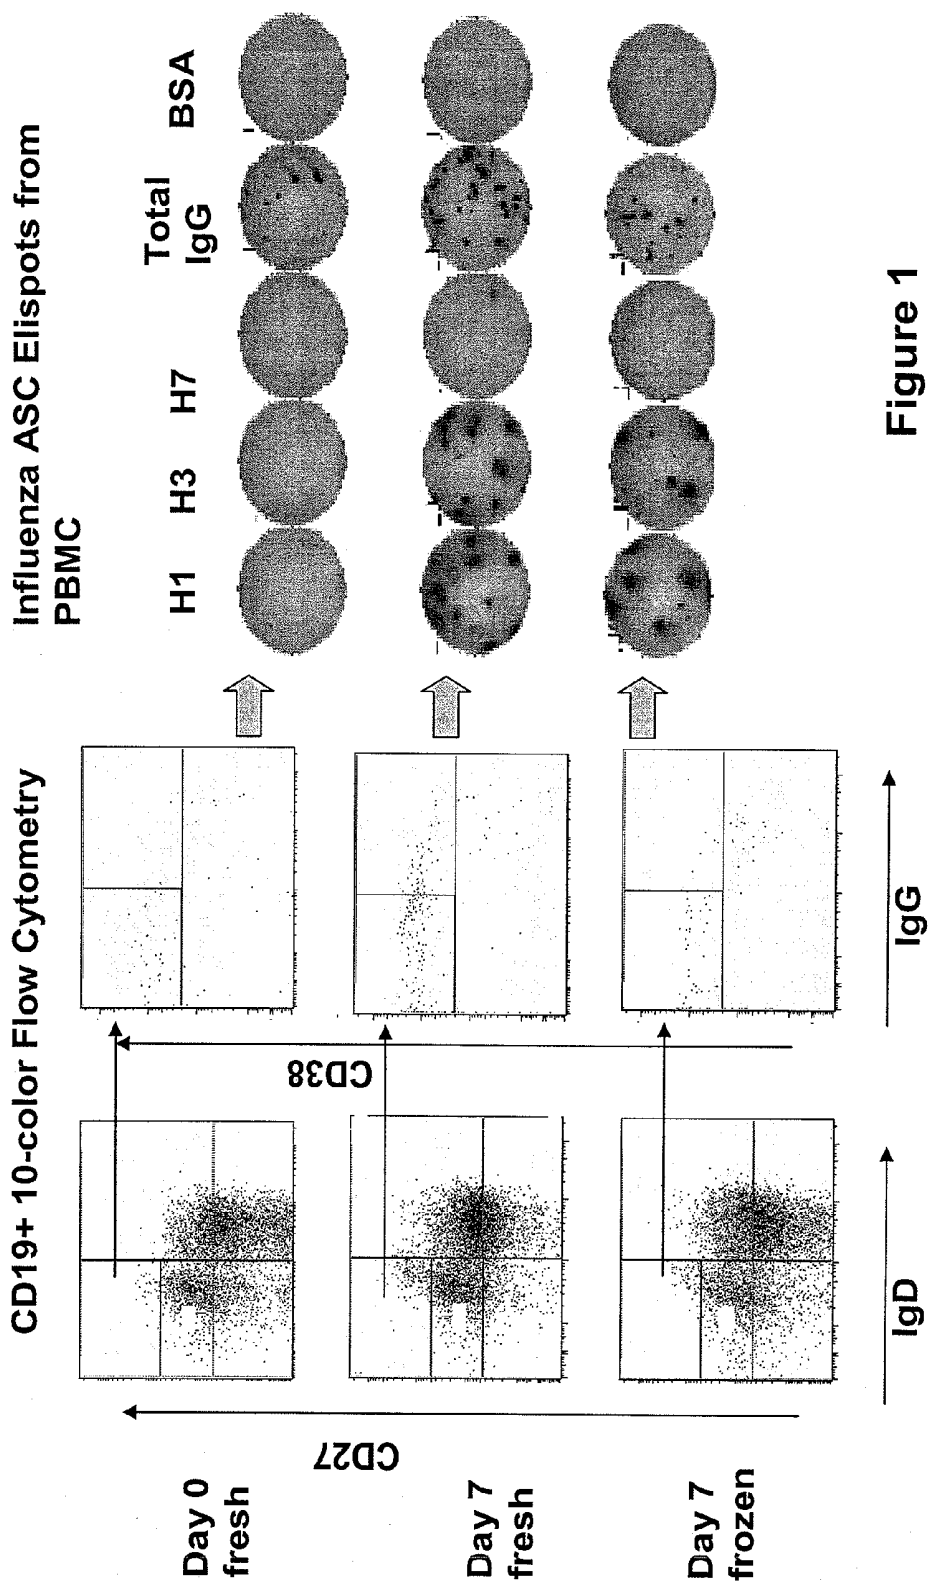 CD19+ 10-color Flow Cytometry
Influenza ASC Elispots from
PBMC
H1
H3
H7
Total
IgG
BSA
Day 0
fresh
Day 7
fresh
Day 7
frozen
CD27
CD38
IgD
IgG
Figure 1